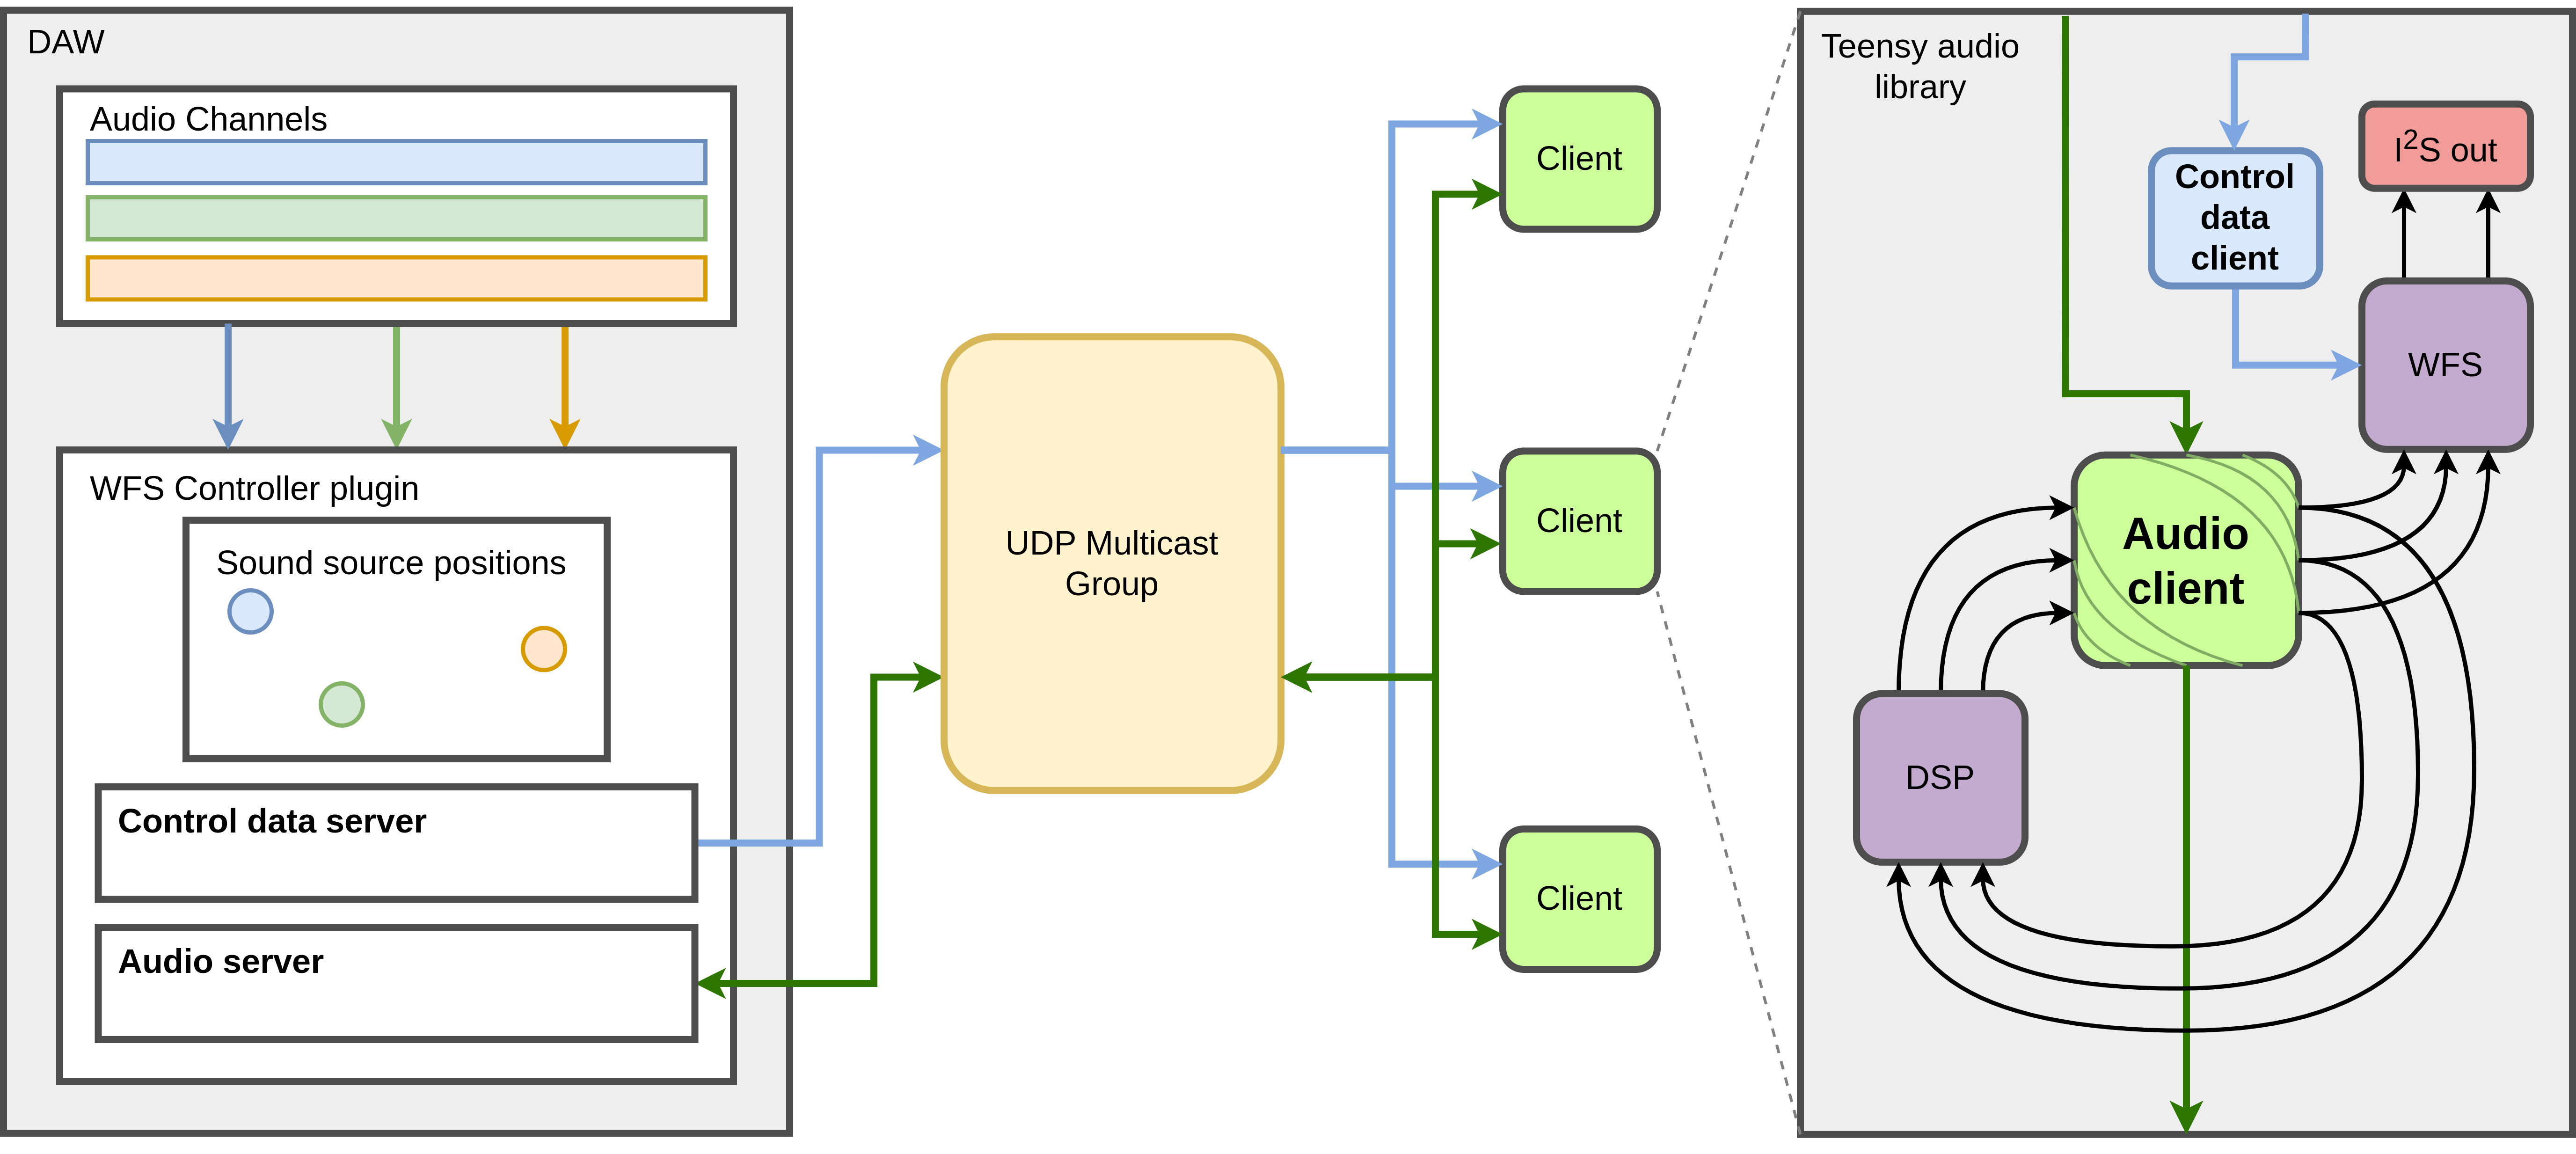 DAW
Audio Channels
WFS Controller plugin
Sound source positions
Control data server
Audio server
UDP Multicast
Group
Client
Client
Client
Teensy audio
library
Control
data
client
I²S out
WFS
Audio
client
DSP